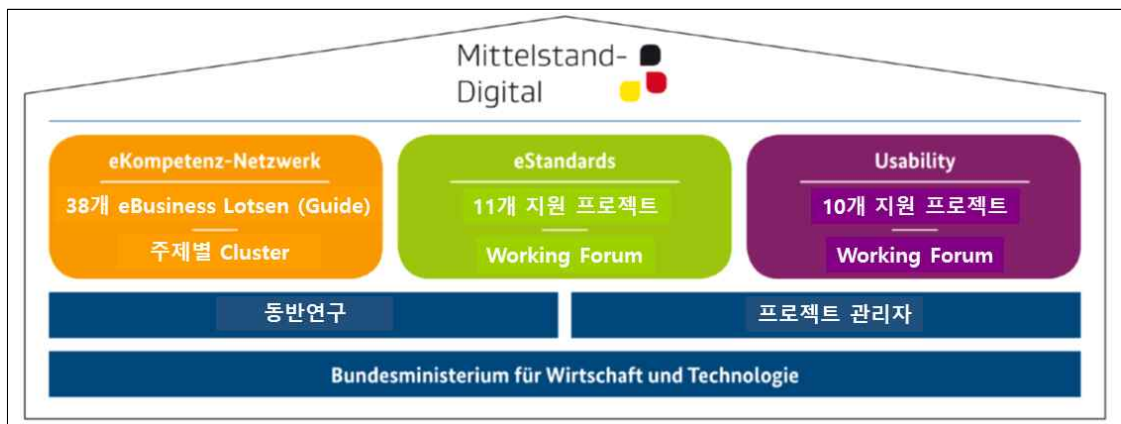 Mittelstand-
Digital
eKompetenz-Netzwerk
38개 eBusiness Lotsen (Guide)
주제별 Cluster
eStandards
11개 지원 프로젝트
Working Forum
Usability
10개 지원 프로젝트
Working Forum
동반연구
프로젝트 관리자
Bundesministerium für Wirtschaft und Technologie